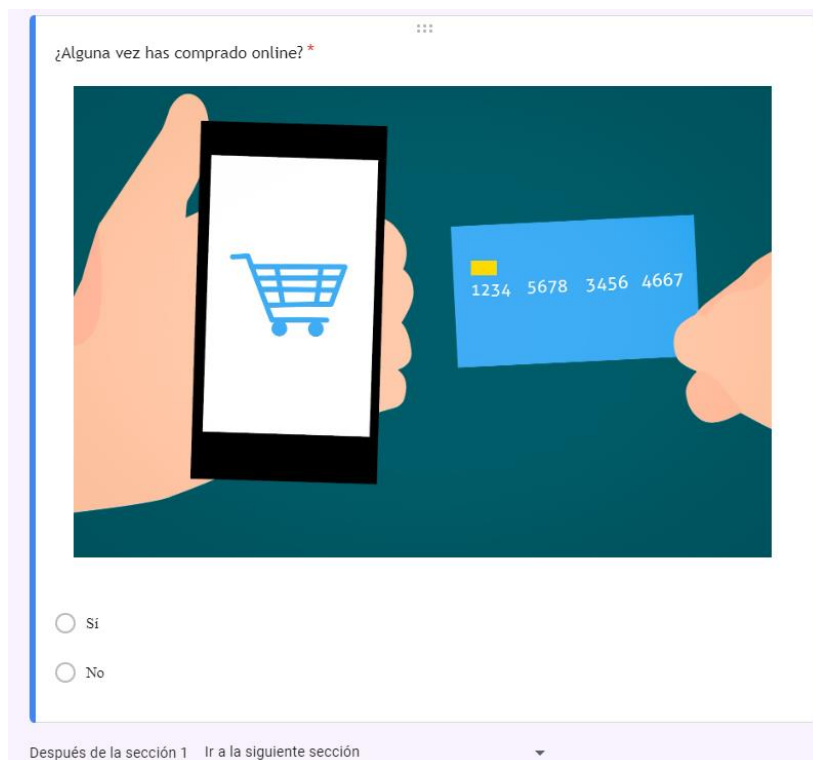 ¿Alguna vez has comprado online? *
1234 5678 3456 4667
Sí
No
Después de la sección 1 Ir a la siguiente sección